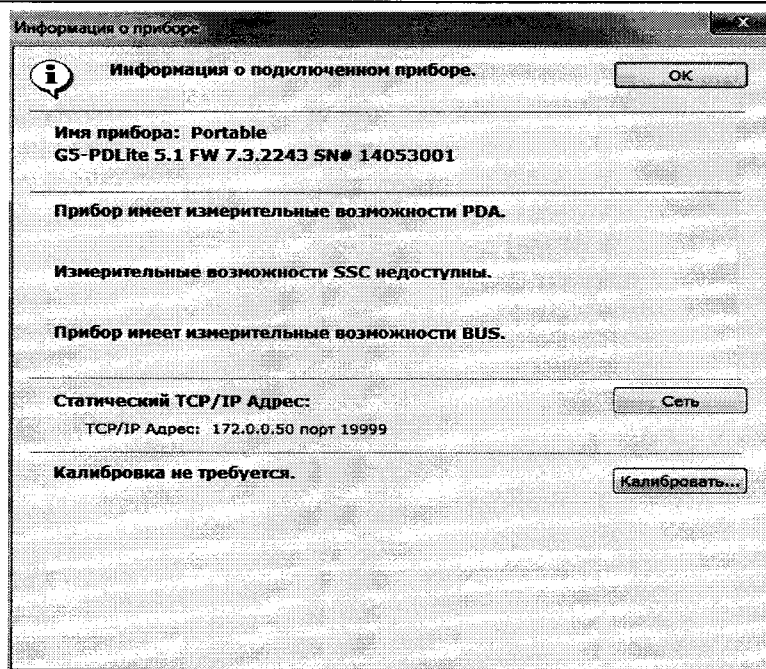 Информация о приборе
Информация о подключенном приборе.
OK
Имя прибора: Portable
G5-PDLite 5.1 FW 7.3.2243 SN# 14053001
Прибор имеет измерительные возможности PDA.
Измерительные возможности SSC недоступны.
Прибор имеет измерительные возможности BUS.
Статический TCP/IP Адрес:
Сеть
TCP/IP Адрес: 172.0.0.50 порт 19999
Калибровка не требуется.
Калибровать...